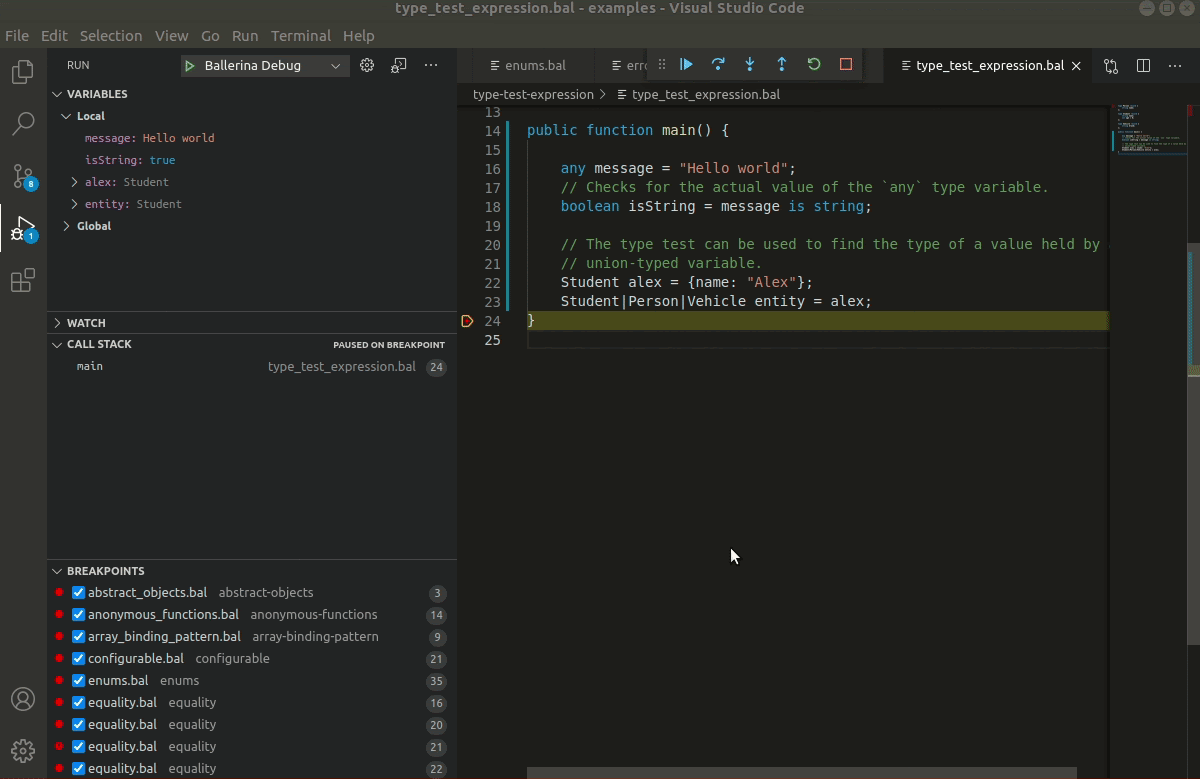 type_test_expression.bal - examples - Visual Studio Code
File Edit Selection View Go Run Terminal Help
RUN Ballerina Debug
VARIABLES
Local
message: Hello world
isString: true
alex: Student
entity: Student
Global
WATCH
CALL STACK PAUSED ON BREAKPOINT
main type_test_expression.bal 24
BREAKPOINTS
abstract_objects.bal abstract-objects 3
anonymous_functions.bal anonymous-functions 14
array_binding_pattern.bal array-binding-pattern 9
configurable.bal configurable 21
enums.bal enums 35
equality.bal equality 16
equality.bal equality 20
equality.bal equality 21
equality.bal equality 22
8
1
enums.bal erro type_test_expression.bal
type-test-expression > type_test_expression.bal
13
14 public function main() {
15
16 any message = "Hello world";
17 // Checks for the actual value of the `any` type variable.
18 boolean isString = message is string;
19
20 // The type test can be used to find the type of a value held by
21 // union-typed variable.
22 Student alex = {name: "Alex"};
23 Student|Person|Vehicle entity = alex;
24 }
25